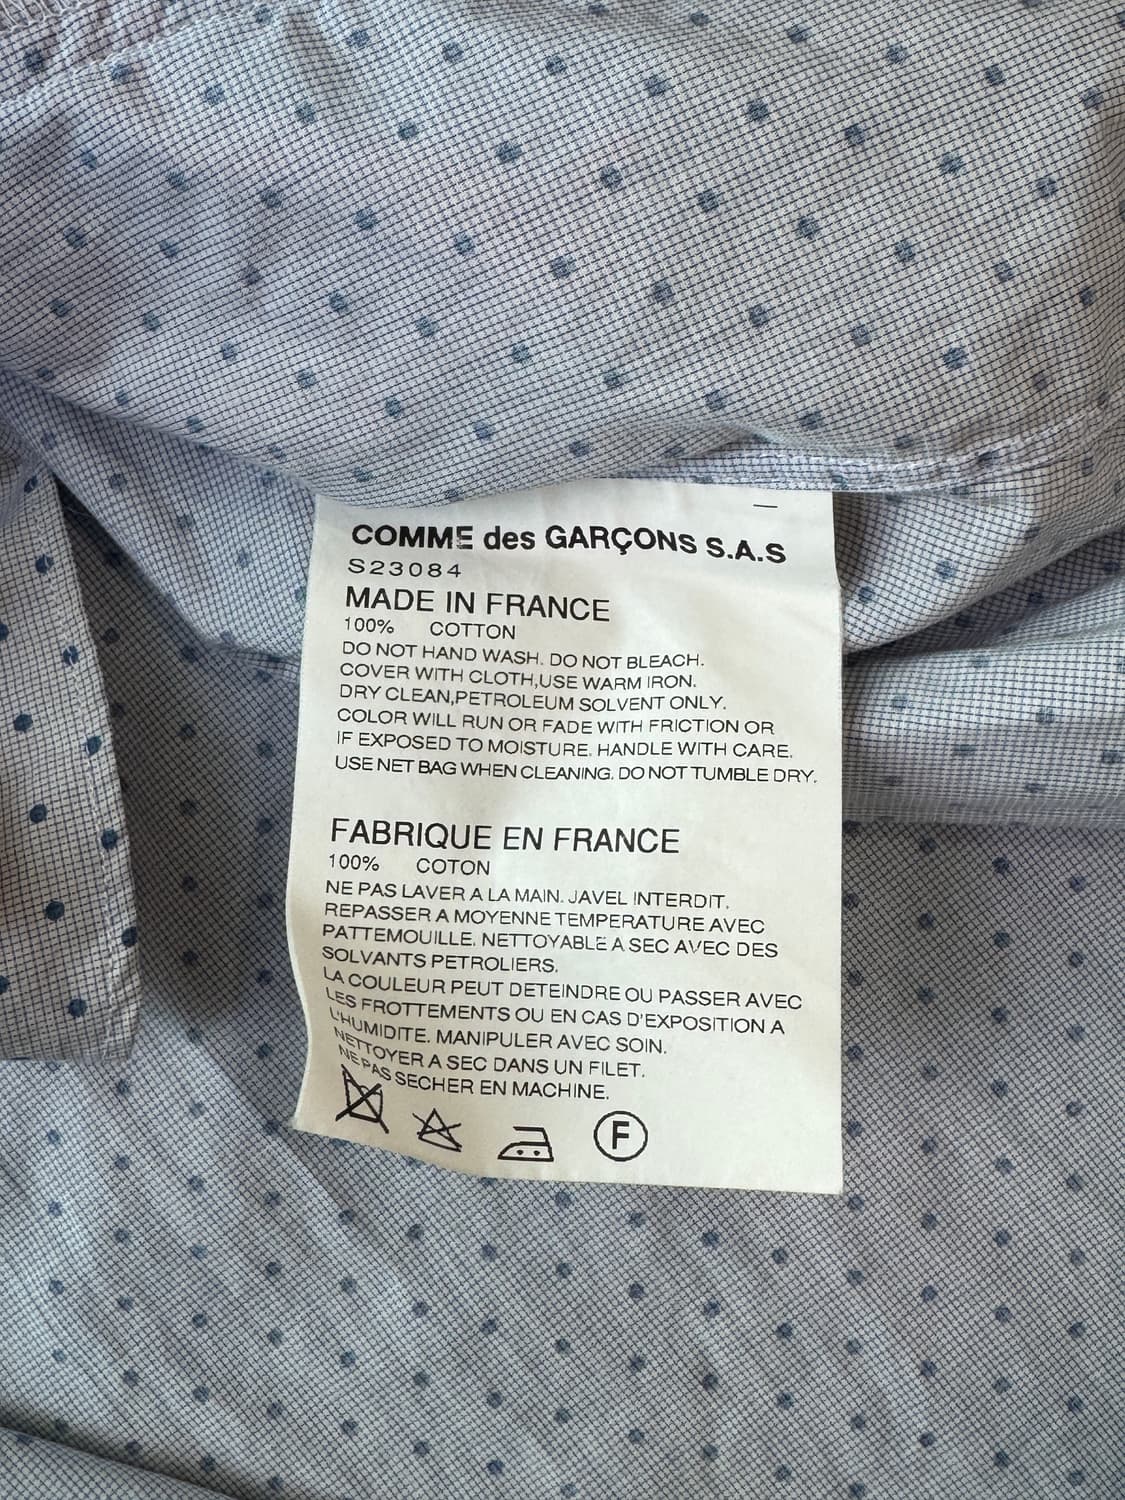 COMME des GARÇONS S.A.S
S23084
MADE IN FRANCE
100% COTTON
DO NOT HAND WASH. DO NOT BLEACH.
COVER WITH CLOTH,USE WARM IRON.
DRY CLEAN,PETROLEUM SOLVENT ONLY.
COLOR WILL RUN OR FADE WITH FRICTION OR
IF EXPOSED TO MOISTURE. HANDLE WITH CARE.
USE NET BAG WHEN CLEANING. DO NOT TUMBLE DRY.
FABRIQUE EN FRANCE
100% COTON
NE PAS LAVER A LA MAIN. JAVEL INTERDIT.
REPASSER A MOYENNE TEMPERATURE AVEC
PATTEMOUILLE. NETTOYABLE A SEC AVEC DES
SOLVANTS PETROLIERS.
LA COULEUR PEUT DETEINDRE OU PASSER AVEC
LES FROTTEMENTS OU EN CAS D'EXPOSITION A
L'HUMIDITE. MANIPULER AVEC SOIN.
NETTOYER A SEC DANS UN FILET.
NE PAS SECHER EN MACHINE.
F